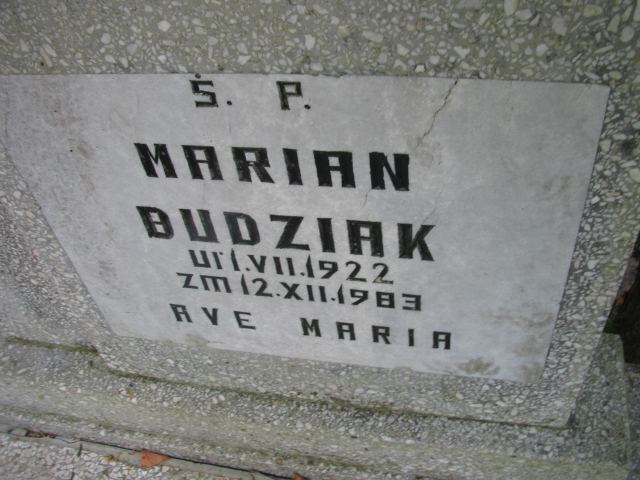 Ś. P.
MARIAN
BUDZIAK
Ur 1.VII.1922
Zm 12.XII.1983
AVE MARIA